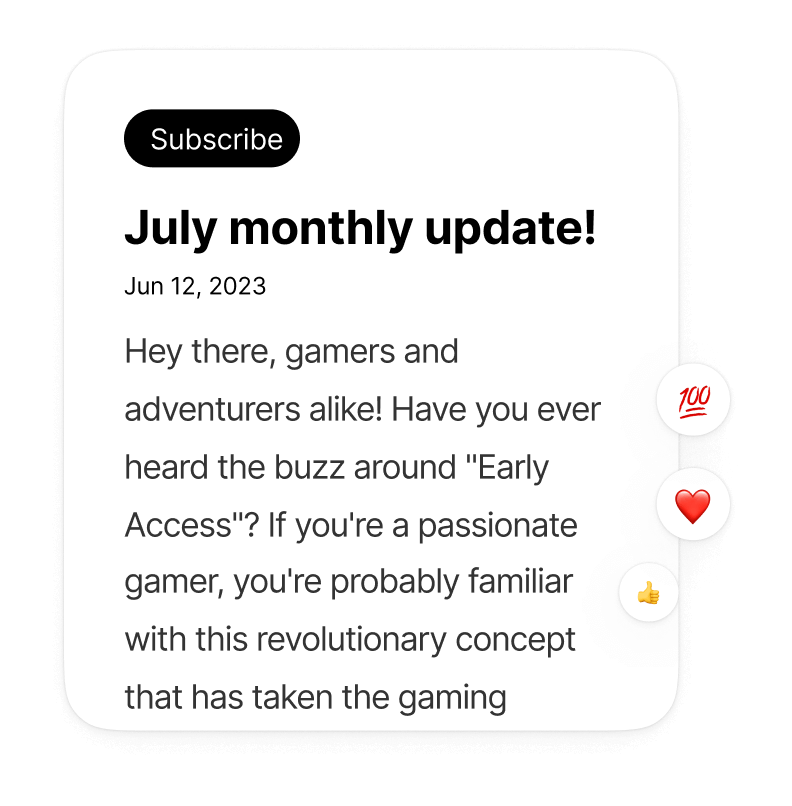 Subscribe
July monthly update!
Jun 12, 2023
Hey there, gamers and
adventurers alike! Have you ever
heard the buzz around "Early
Access"? If you're a passionate
gamer, you're probably familiar
with this revolutionary concept
that has taken the gaming
💯
❤️
👍